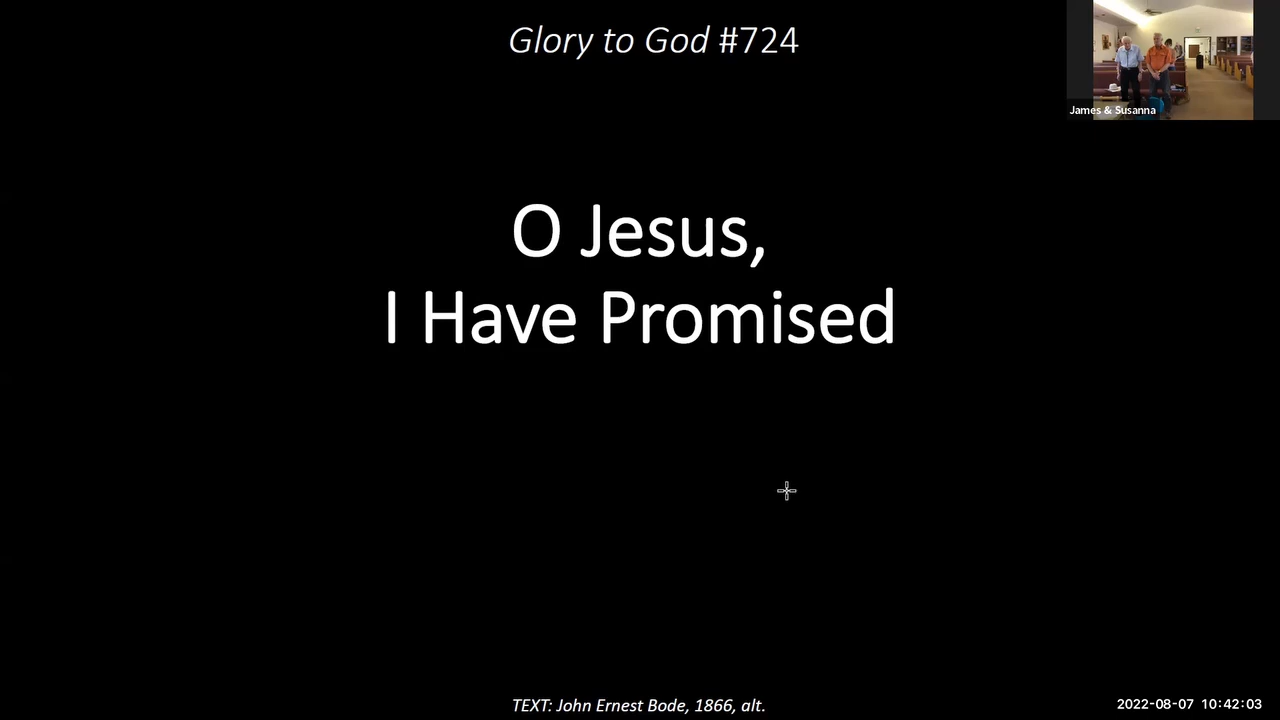 Glory to God #724
James & Susanna
O Jesus,
I Have Promised
TEXT: John Ernest Bode, 1866, alt.
2022-08-07 10:42:03